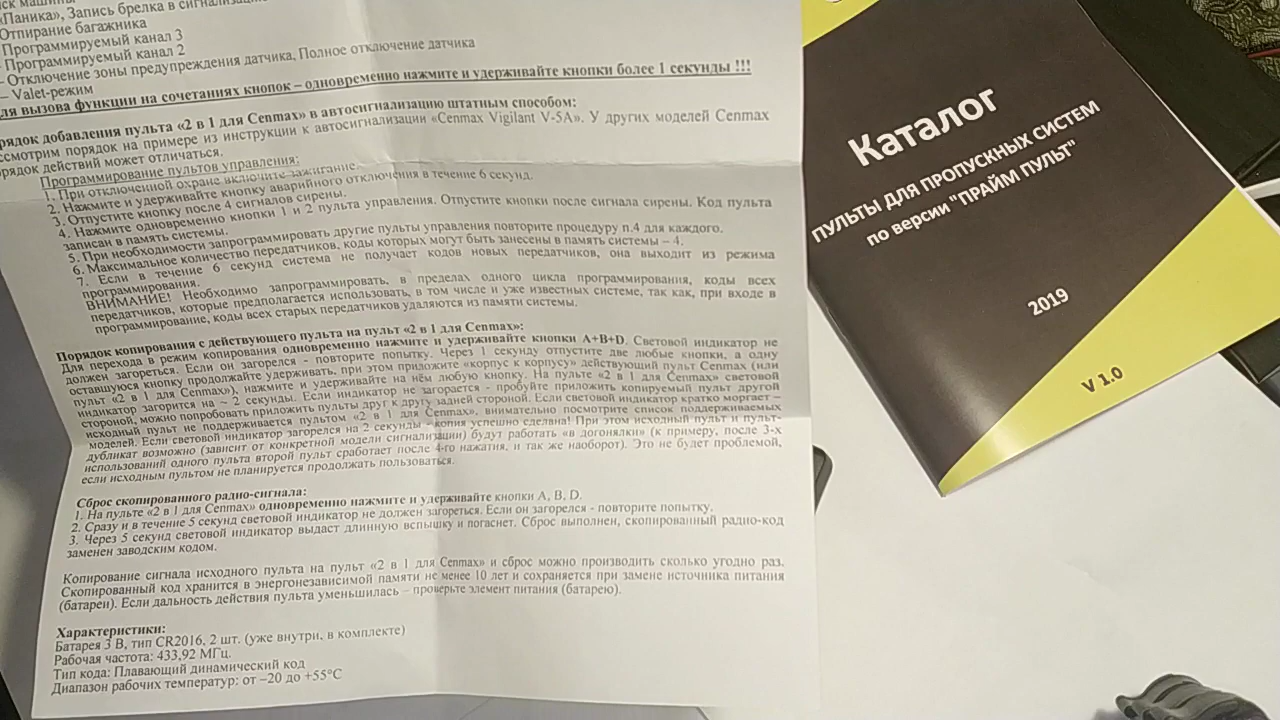 ск машины
«Паника», Запись брелка в сигнализацию
Отпирание багажника
Программируемый канал 3
– Программируемый канал 2
– Отключение зоны предупреждения датчика, Полное отключение датчика
– Valet-режим
для вызова функции на сочетаниях кнопок – одновременно нажмите и удерживайте кнопки более 1 секунды !!!
рядок добавления пульта «2 в 1 для Cenmax» в автосигнализацию штатным способом:
ссмотрим порядок на примере из инструкции к автосигнализации «Cenmax Vigilant V-5A». У других моделей Cenmax
рядок действий может отличаться.
Программирование пультов управления:
1. При отключенной охране включите зажигание.
2. Нажмите и удерживайте кнопку аварийного отключения в течение 6 секунд.
3. Отпустите кнопку после 4 сигналов сирены.
4. Нажмите одновременно кнопки 1 и 2 пульта управления. Отпустите кнопки после сигнала сирены. Код пульта
записан в память системы.
5. При необходимости запрограммировать другие пульты управления повторите процедуру п.4 для каждого.
6. Максимальное количество передатчиков, коды которых могут быть занесены в память системы – 4.
7. Если в течение 6 секунд система не получает кодов новых передатчиков, она выходит из режима
программирования.
ВНИМАНИЕ! Необходимо запрограммировать, в пределах одного цикла программирования, коды всех
передатчиков, которые предполагается использовать, в том числе и уже известных системе, так как, при входе в
программирование, коды всех старых передатчиков удаляются из памяти системы.
Порядок копирования с действующего пульта на пульт «2 в 1 для Cenmax»:
Для перехода в режим копирования одновременно нажмите и удерживайте кнопки A+B+D. Световой индикатор не
должен загореться. Если он загорелся - повторите попытку. Через 1 секунду отпустите две любые кнопки, а одну
оставшуюся кнопку продолжайте удерживать, при этом приложите «корпус к корпусу» действующий пульт Cenmax (или
пульт «2 в 1 для Cenmax»), нажмите и удерживайте на нём любую кнопку. На пульте «2 в 1 для Cenmax» световой
индикатор загорится на ~ 2 секунды. Если индикатор не загорается - пробуйте приложить копируемый пульт другой
стороной, можно попробовать приложить пульты друг к другу задней стороной. Если световой индикатор кратко моргает –
исходный пульт не поддерживается пультом «2 в 1 для Cenmax», внимательно посмотрите список поддерживаемых
моделей. Если световой индикатор загорелся на 2 секунды - копия успешно сделана! При этом исходный пульт и пульт-
дубликат возможно (зависит от конкретной модели сигнализации) будут работать «в догонялки» (к примеру, после 3-х
использований одного пульта второй пульт сработает после 4-го нажатия, и так же наоборот). Это не будет проблемой,
если исходным пультом не планируется продолжать пользоваться.
Сброс скопированного радио-сигнала:
1. На пульте «2 в 1 для Cenmax» одновременно нажмите и удерживайте кнопки A, B, D.
2. Сразу и в течение 5 секунд световой индикатор не должен загореться. Если он загорелся - повторите попытку.
3. Через 5 секунд световой индикатор выдаст длинную вспышку и погаснет. Сброс выполнен, скопированный радио-код
заменен заводским кодом.
Копирование сигнала исходного пульта на пульт «2 в 1 для Cenmax» и сброс можно производить сколько угодно раз.
Скопированный код хранится в энергонезависимой памяти не менее 10 лет и сохраняется при замене источника питания
(батареи). Если дальность действия пульта уменьшилась – проверьте элемент питания (батарею).
Характеристики:
Батарея 3 В, тип CR2016, 2 шт. (уже внутри, в комплекте)
Рабочая частота: 433,92 МГц.
Тип кода: Плавающий динамический код
Диапазон рабочих температур: от –20 до +55°С
Каталог
ПУЛЬТЫ ДЛЯ ПРОПУСКНЫХ СИСТЕМ
по версии "ПРАЙМ ПУЛЬТ"
2019
V 1.0